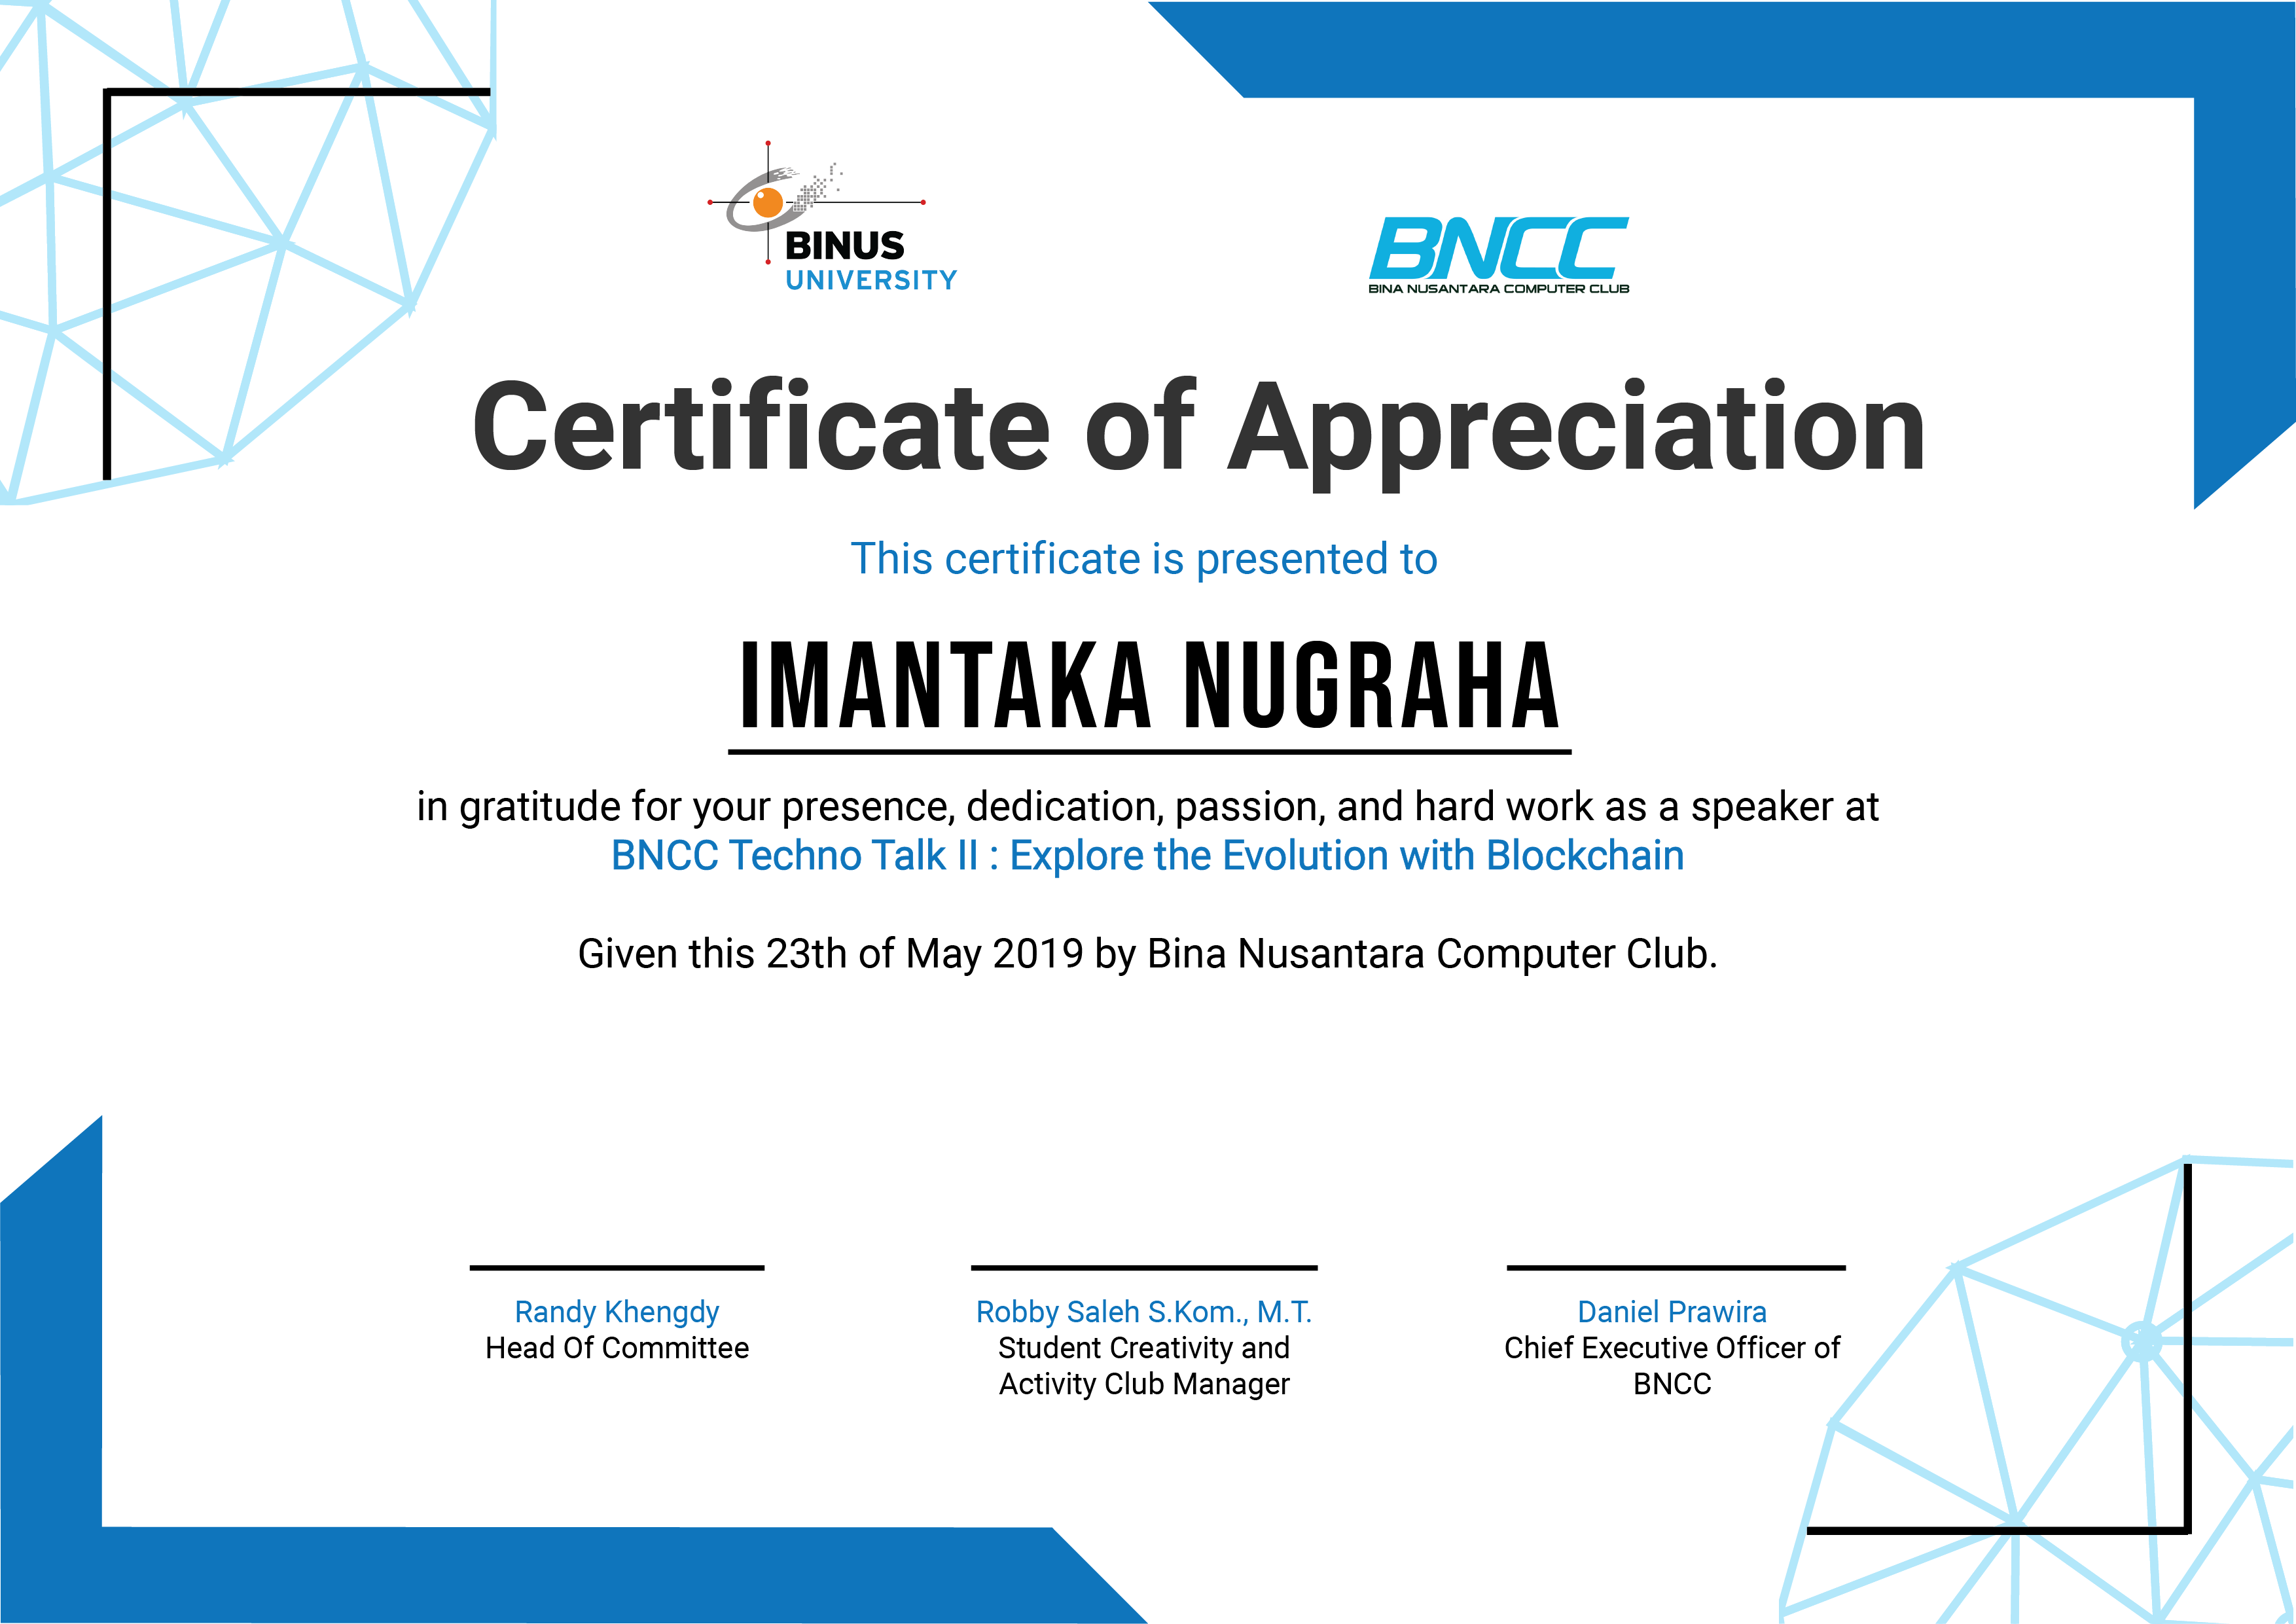 BINUS
UNIVERSITY
BNCC
BINA NUSANTARA COMPUTER CLUB
Certificate of Appreciation
This certificate is presented to
IMANTAKA NUGRAHA
in gratitude for your presence, dedication, passion, and hard work as a speaker at
BNCC Techno Talk II : Explore the Evolution with Blockchain
Given this 23th of May 2019 by Bina Nusantara Computer Club.
Randy Khengdy
Head Of Committee
Robby Saleh S.Kom., M.T.
Student Creativity and
Activity Club Manager
Daniel Prawira
Chief Executive Officer of
BNCC